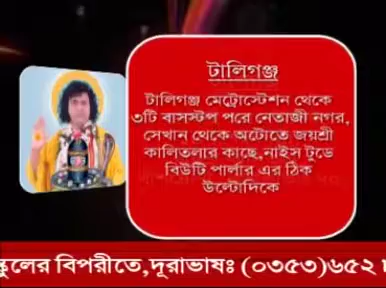 টালিগঞ্জ
টালিগঞ্জ মেট্রোস্টেশন থেকে
৩টি বাসস্টপ পরে নেতাজী নগর,
সেখান থেকে অটোতে জয়শ্রী
কালিতলার কাছে,নাইস টুডে
বিউটি পার্লার এর ঠিক
উল্টোদিকে
স্কুলের বিপরীতে,দূরাভাষঃ (০৩৫৩)৬৫২